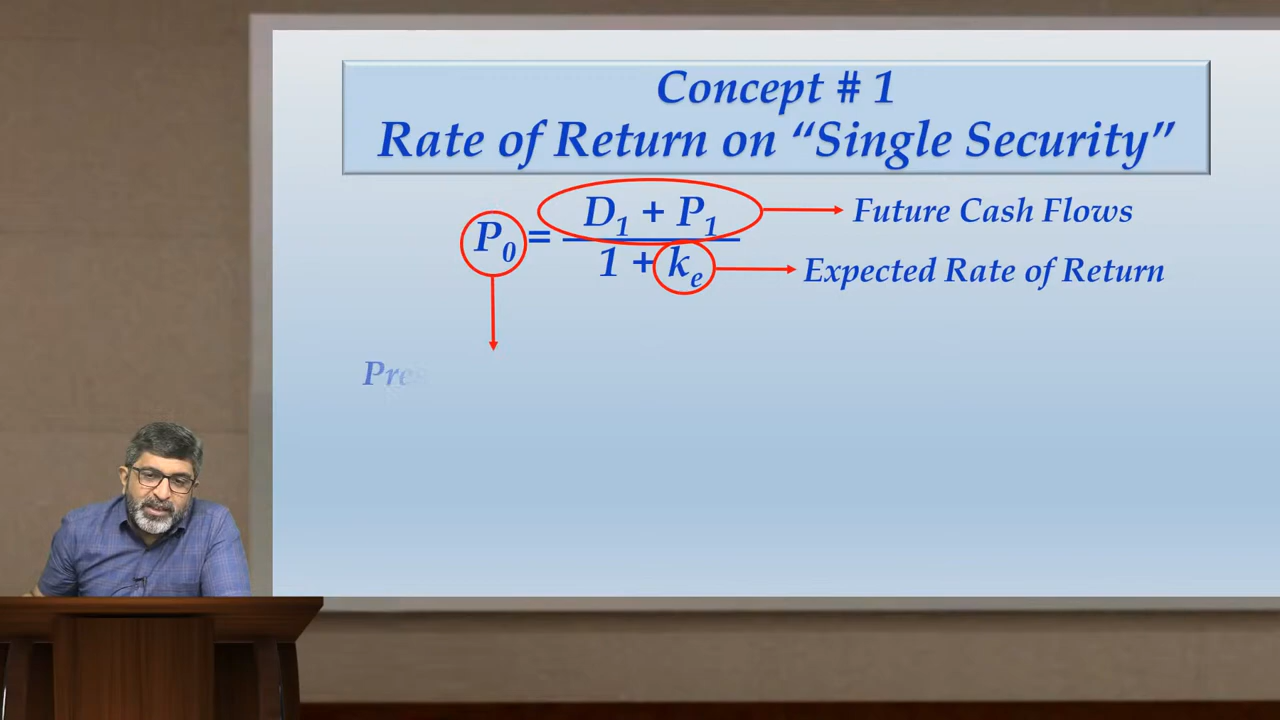 Concept # 1
Rate of Return on “Single Security”
P₀ = D₁ + P₁ / 1 + kₑ
Future Cash Flows
Expected Rate of Return